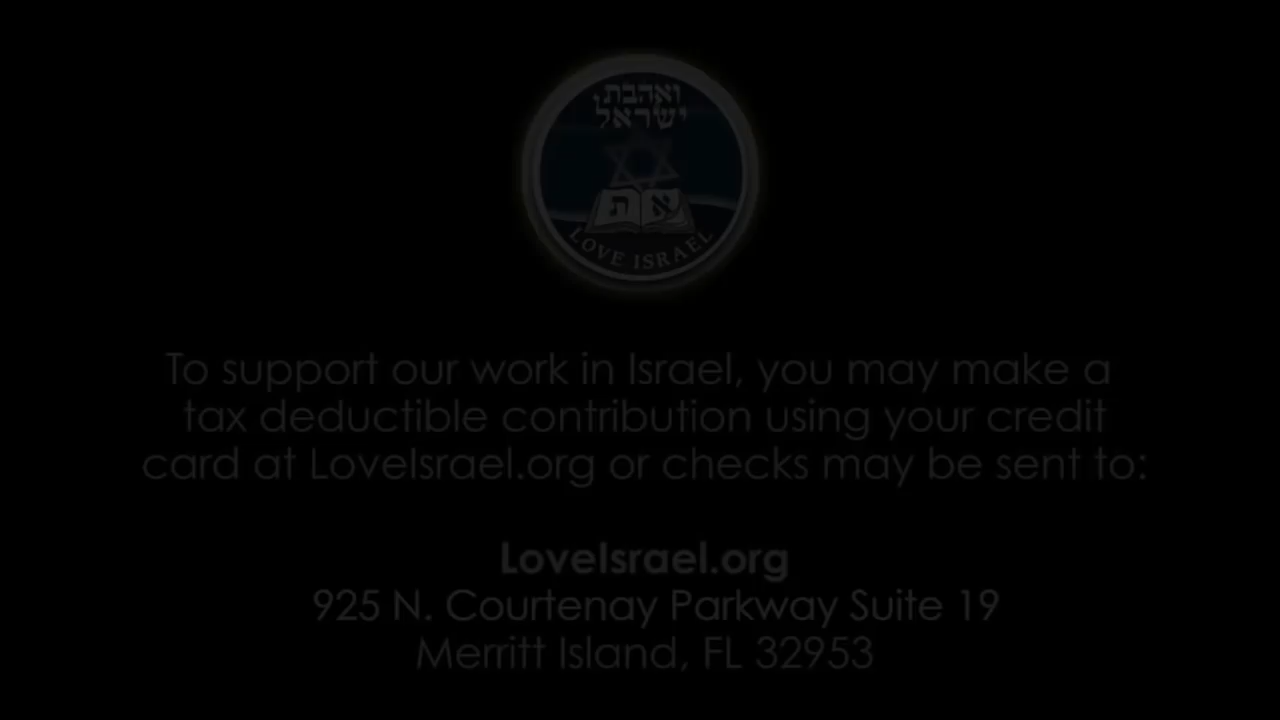 ואהבת
ישראל
ת א
LOVE ISRAEL
To support our work in Israel, you may make a
tax deductible contribution using your credit
card at LoveIsrael.org or checks may be sent to:
LoveIsrael.org
925 N. Courtenay Parkway Suite 19
Merritt Island, FL 32953